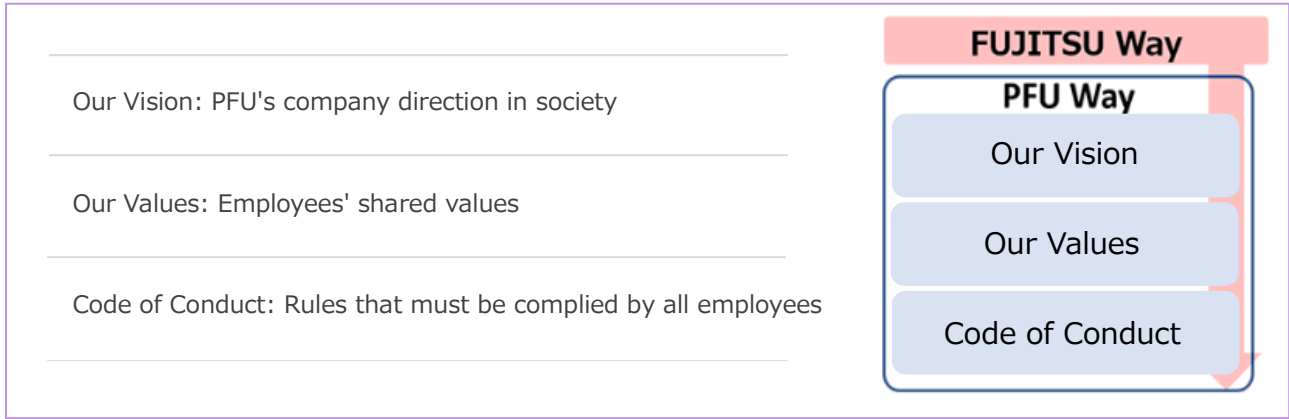 Our Vision: PFU's company direction in society
Our Values: Employees' shared values
Code of Conduct: Rules that must be complied by all employees
FUJITSU Way
PFU Way
Our Vision
Our Values
Code of Conduct